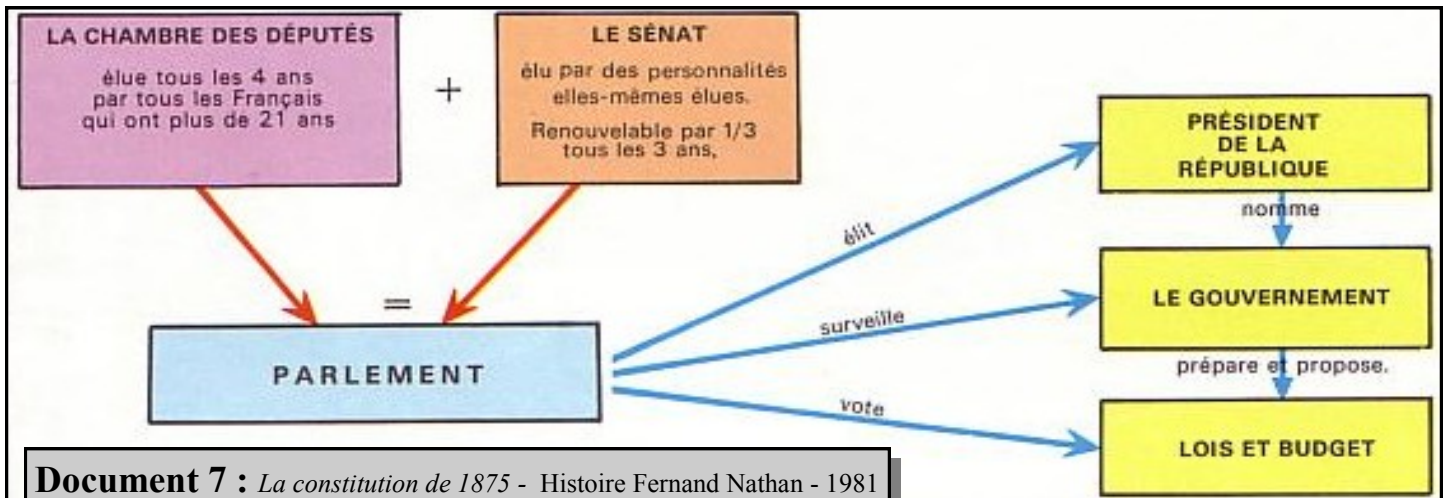 LA CHAMBRE DES DÉPUTÉS
élue tous les 4 ans
par tous les Français
qui ont plus de 21 ans
+
LE SÉNAT
élu par des personnalités
elles-mêmes élues.
Renouvelable par 1/3
tous les 3 ans,
=
PARLEMENT
élit
surveille
vote
PRÉSIDENT
DE LA
RÉPUBLIQUE
nomme
LE GOUVERNEMENT
prépare et propose.
LOIS ET BUDGET
Document 7 : La constitution de 1875 - Histoire Fernand Nathan - 1981